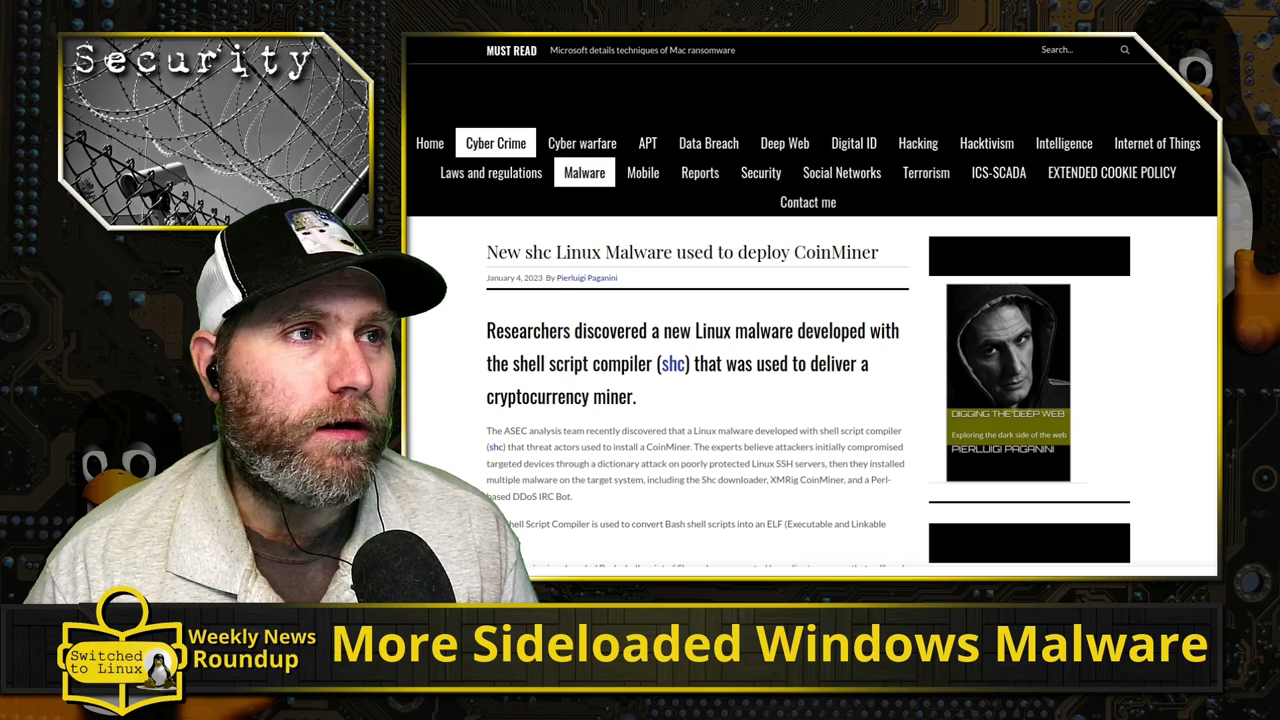 Security
MUST READ Microsoft details techniques of Mac ransomware
Search...
Home Cyber Crime Cyber warfare APT Data Breach Deep Web Digital ID Hacking Hacktivism Intelligence Internet of Things
Laws and regulations Malware Mobile Reports Security Social Networks Terrorism ICS-SCADA EXTENDED COOKIE POLICY
Contact me
New shc Linux Malware used to deploy CoinMiner
January 4, 2023 By Pierluigi Paganini
Researchers discovered a new Linux malware developed with
the shell script compiler (shc) that was used to deliver a
cryptocurrency miner.
The ASEC analysis team recently discovered that a Linux malware developed with shell script compiler
(shc) that threat actors used to install a CoinMiner. The experts believe attackers initially compromised
targeted devices through a dictionary attack on poorly protected Linux SSH servers, then they installed
multiple malware on the target system, including the Shc downloader, XMRig CoinMiner, and a Perl-
based DDoS IRC Bot.
Shell Script Compiler is used to convert Bash shell scripts into an ELF (Executable and Linkable
DIGGING THE DEEP WEB
Exploring the dark side of the web
PIERLUIGI PAGANINI
Switched
to Linux
Weekly News
Roundup
More Sideloaded Windows Malware